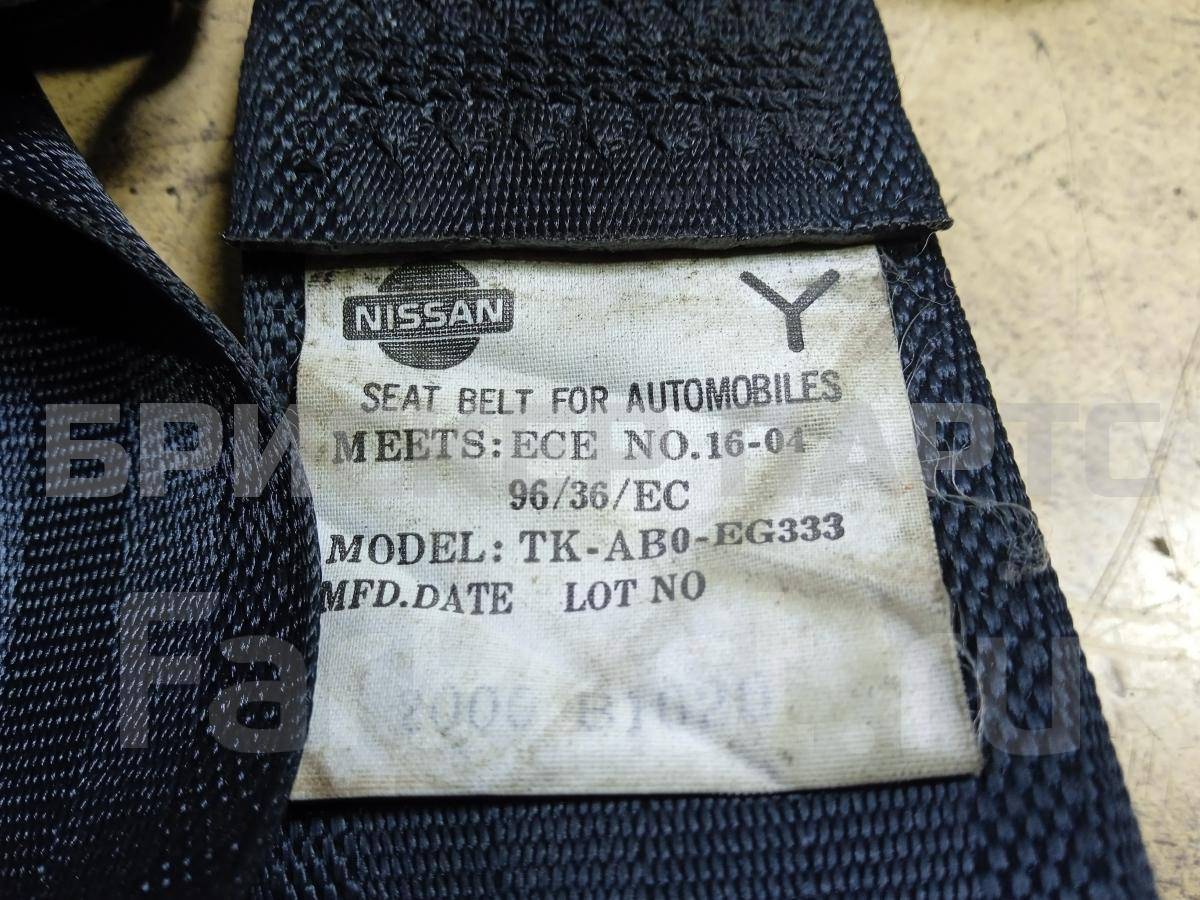 NISSAN
Y
SEAT BELT FOR AUTOMOBILES
MEETS: ECE NO.16-04
96/36/EC
MODEL: TK-AB0-EG333
MFD.DATE LOT NO